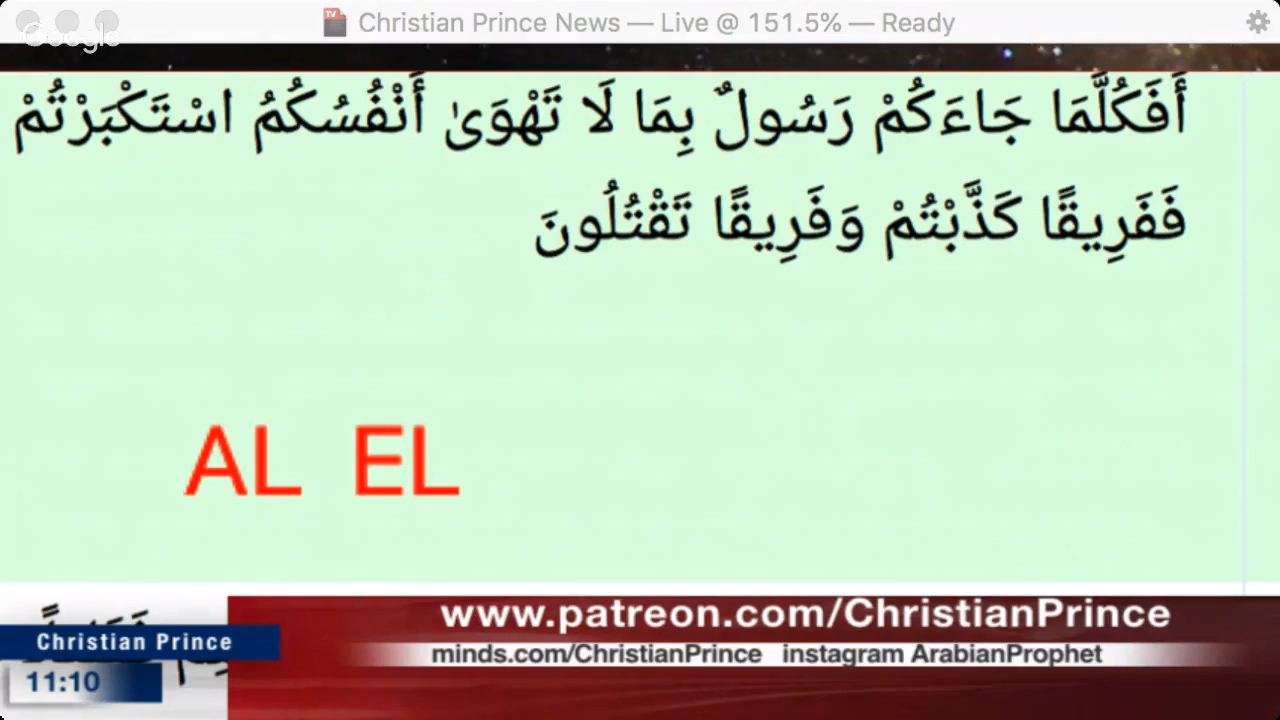 Christian Prince News — Live @ 151.5% — Ready
Google
أَفَكُلَّمَا جَاءَكُمْ رَسُولٌ بِمَا لَا تَهْوَىٰ أَنْفُسُكُمُ اسْتَكْبَرْتُمْ
فَفَرِيقًا كَذَّبْتُمْ وَفَرِيقًا تَقْتُلُونَ
AL EL
www.patreon.com/ChristianPrince
Christian Prince
minds.com/ChristianPrince instagram ArabianProphet
11:10